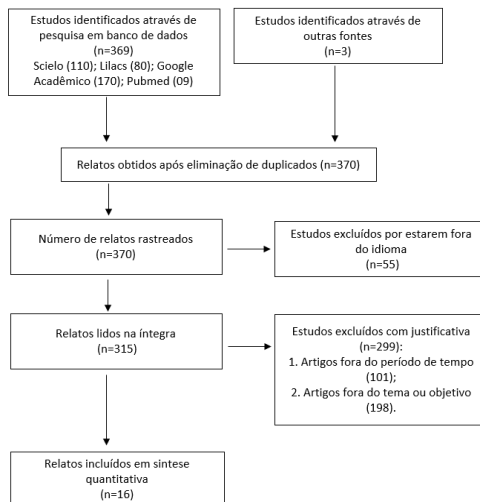 Estudos identificados através de
pesquisa em banco de dados
(n=369)
Scielo (110); Lilacs (80); Google
Acadêmico (170); Pubmed (09)
Estudos identificados através de
outras fontes
(n=3)
Relatos obtidos após eliminação de duplicados (n=370)
Número de relatos rastreados
(n=370)
Estudos excluídos por estarem fora
do idioma
(n=55)
Relatos lidos na íntegra
(n=315)
Estudos excluídos com justificativa
(n=299):
1. Artigos fora do período de tempo
(101);
2. Artigos fora do tema ou objetivo
(198).
Relatos incluídos em sintese
quantitativa
(n=16)